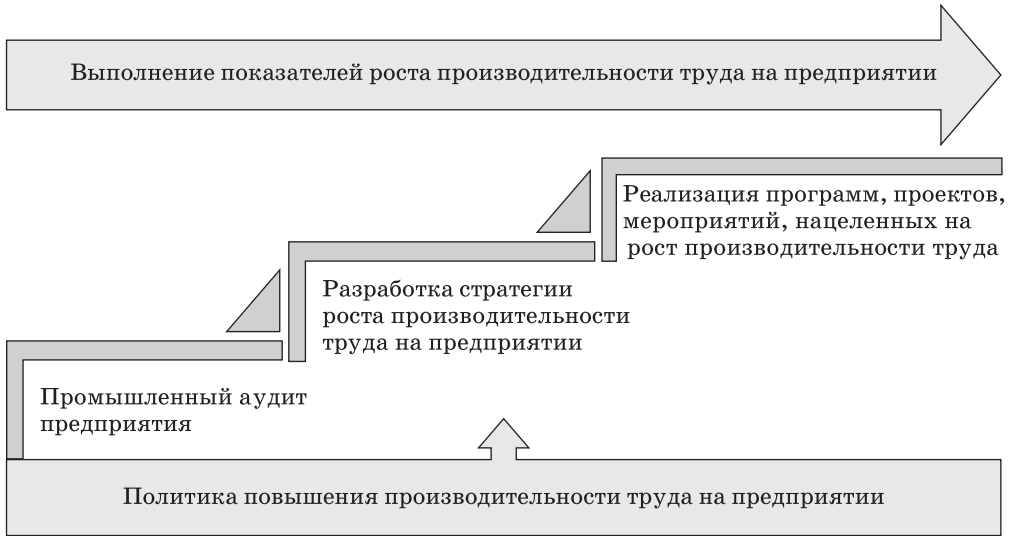 Выполнение показателей роста производительности труда на предприятии
Реализация программ, проектов,
мероприятий, нацеленных на
рост производительности труда
Разработка стратегии
роста производительности
труда на предприятии
Промышленный аудит
предприятия
Политика повышения производительности труда на предприятии